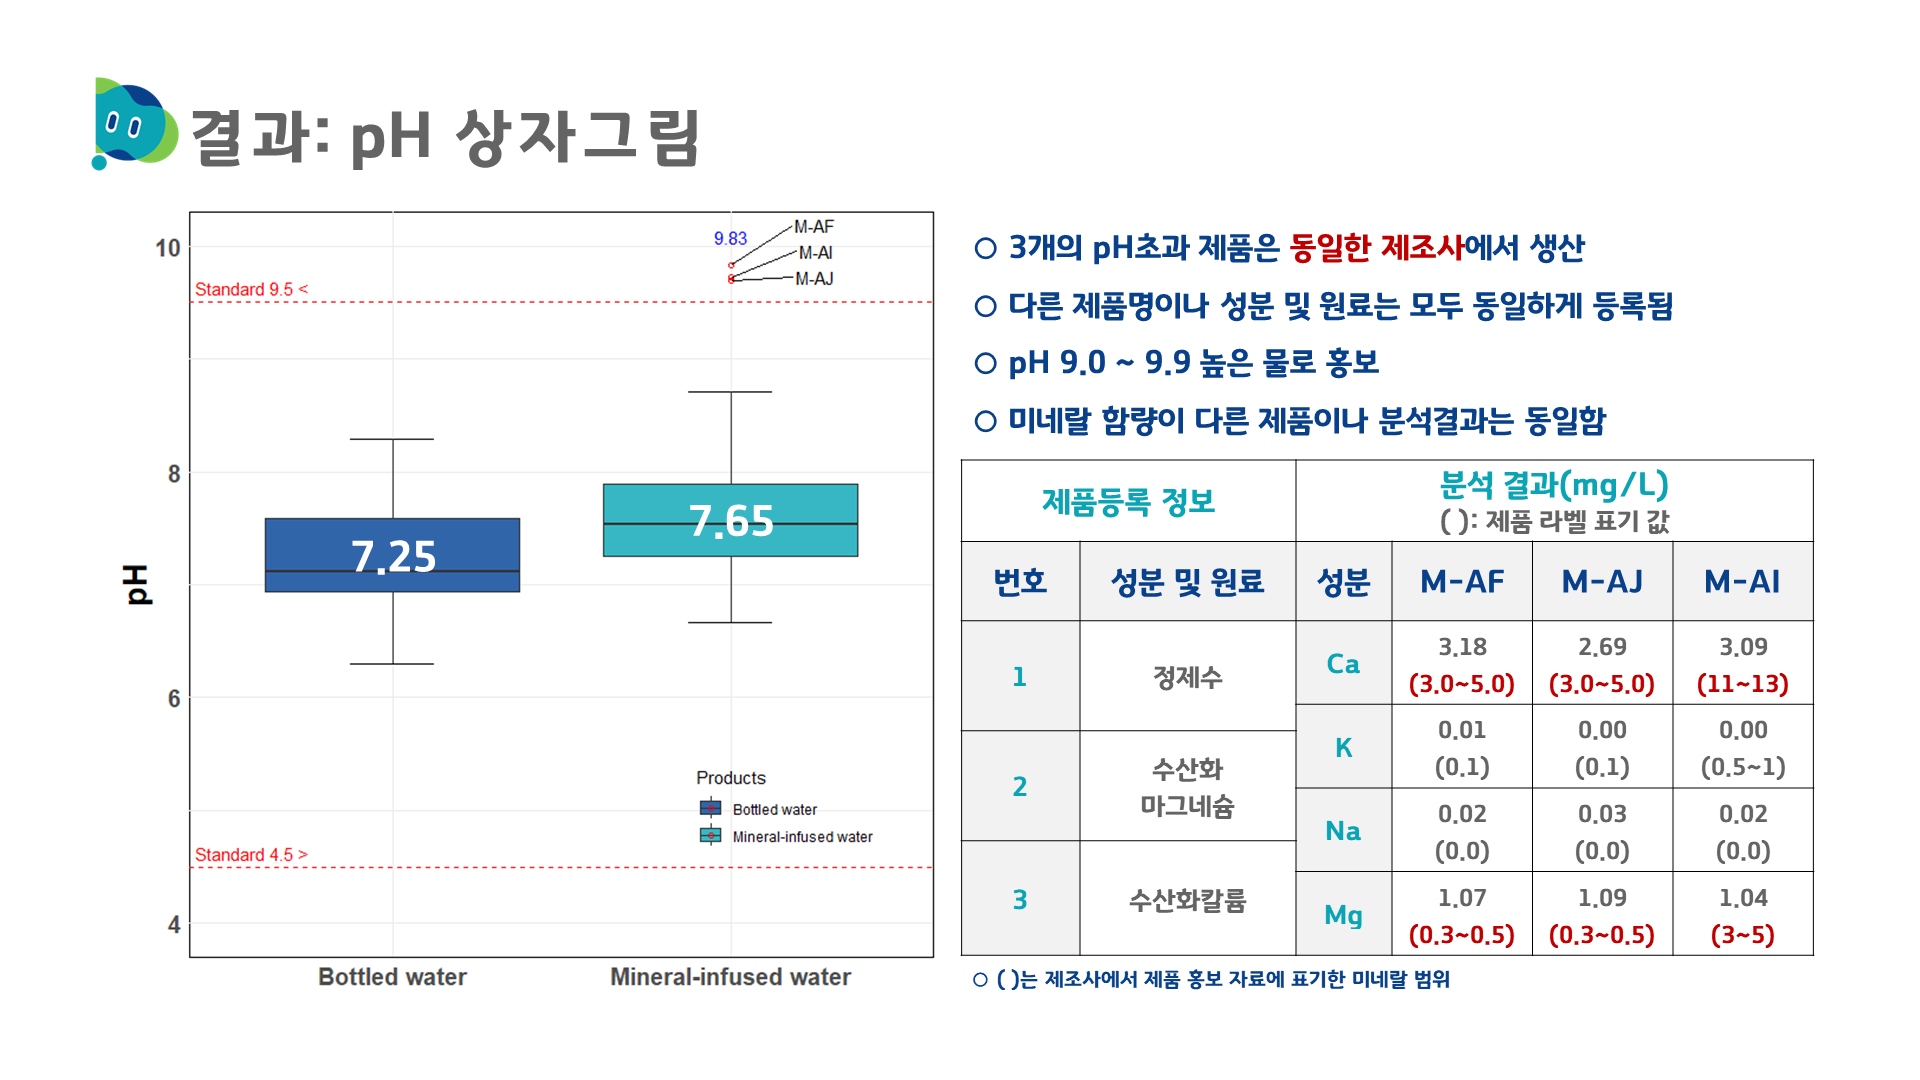 결과: pH 상자그림
10
8
6
4
pH
9.83
M-AF
M-AI
M-AJ
Standard 9.5 <
7.25
7.65
Products
Bottled water
Mineral-infused water
Standard 4.5 >
Bottled water
Mineral-infused water
○ 3개의 pH초과 제품은 동일한 제조사에서 생산
○ 다른 제품명이나 성분 및 원료는 모두 동일하게 등록됨
○ pH 9.0 ~ 9.9 높은 물로 홍보
○ 미네랄 함량이 다른 제품이나 분석결과는 동일함
제품등록 정보
분석 결과(mg/L)
( ): 제품 라벨 표기 값
번호 성분 및 원료 성분 M-AF M-AJ M-AI
1 정제수
2 수산화
마그네슘
3 수산화칼륨
Ca 3.18 2.69 3.09
(3.0~5.0) (3.0~5.0) (11~13)
K 0.01 0.00 0.00
(0.1) (0.1) (0.5~1)
Na 0.02 0.03 0.02
(0.0) (0.0) (0.0)
Mg 1.07 1.09 1.04
(0.3~0.5) (0.3~0.5) (3~5)
○ ( )는 제조사에서 제품 홍보 자료에 표기한 미네랄 범위